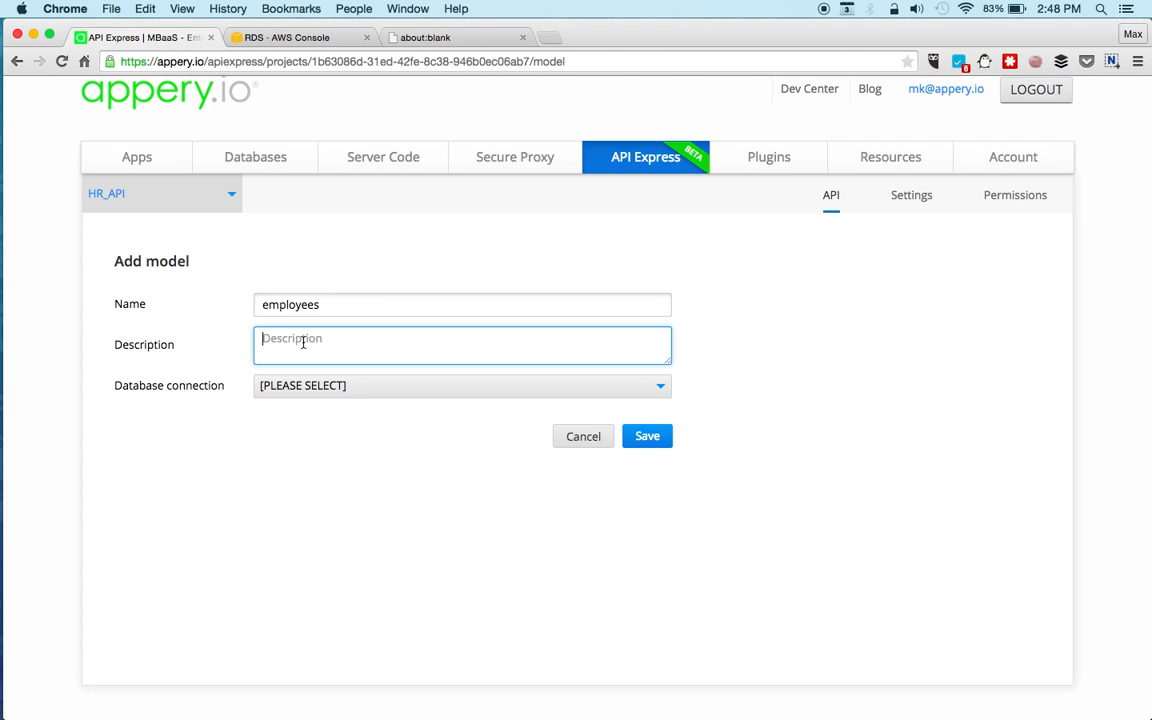 Chrome File Edit View History Bookmarks People Window Help 3 83% 2:48 PM
API Express | MBaaS - Ent RDS · AWS Console about:blank Max
https://appery.io/apiexpress/projects/1b63086d-31ed-42fe-8c38-946b0ec06ab7/model
appery.io® Dev Center Blog mk@appery.io LOGOUT
Apps Databases Server Code Secure Proxy API Express BETA Plugins Resources Account
HR_API API Settings Permissions
Add model
Name employees
Description Description
Database connection [PLEASE SELECT]
Cancel Save